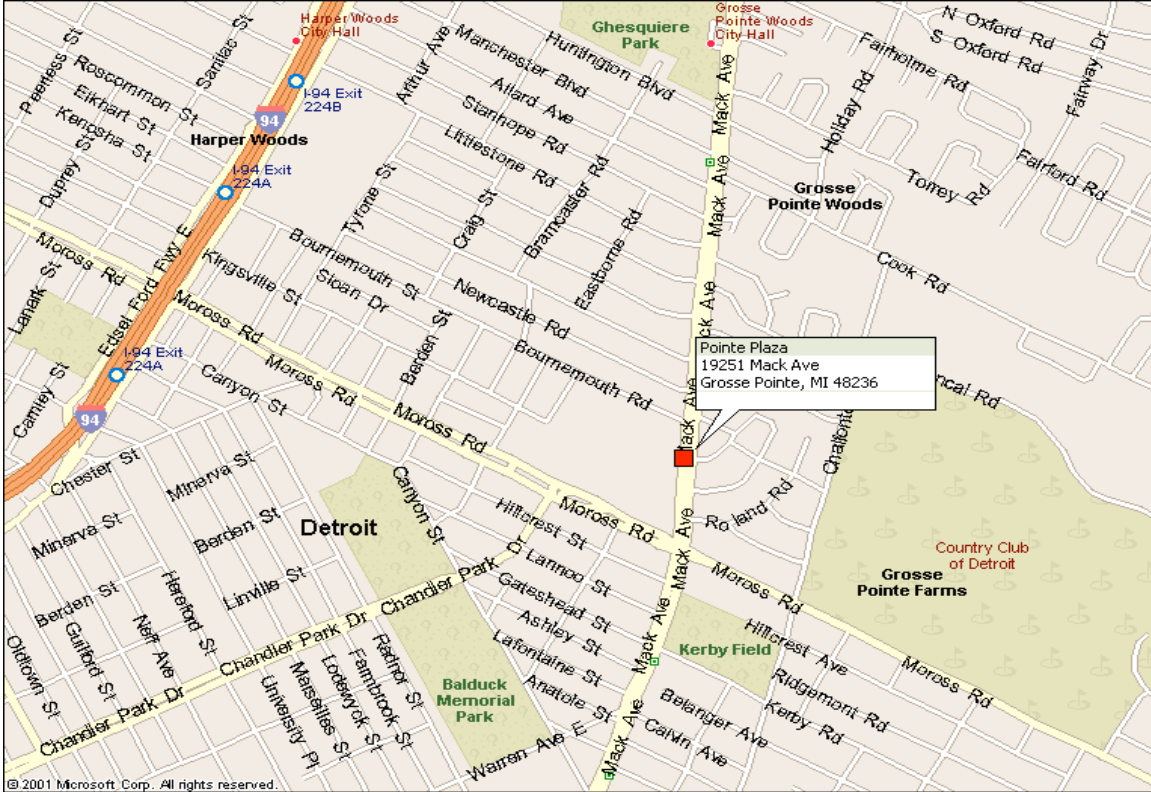 Harper Woods
City Hall
Grosse
Pointe Woods
City Hall
Ghesquiere
Park
N Oxford Rd
S Oxford Rd
Fairholme Rd
Fairway Dr
Peerless St
Sanilac St
Arthur Ave
Manchester Blvd
Huntington Blvd
Roscommon St
Eikhart St
Kenosha St
I-94 Exit
224B
94
Harper Woods
Allard Ave
Stanhope Rd
Littlestone Rd
Mack Ave
Holiday Rd
Fairford Rd
I-94 Exit
224A
Duprey St
Tyrone St
Craig St
Bramcaster Rd
Mack Ave
Grosse
Pointe Woods
Torrey Rd
Moross Rd
Edsel Ford Fwy E
Kingsville St
Bournemouth St
Sloan Dr
Eastborne Rd
Cook Rd
Lanark St
Moross Rd
Newcastle Rd
Mack Ave
I-94 Exit
224A
Moross Rd
Berden St
Bournemouth Rd
Pointe Plaza
19251 Mack Ave
Grosse Pointe, MI 48236
Camley St
Canyon St
Moross Rd
Mack Ave
94
Chester St
Minerva St
Canyon St
Roland Rd
Minerva St
Berden St
Detroit
Hillcrest St
Moross Rd
Mack Ave
Country Club
of Detroit
Grosse
Pointe Farms
Berden St
Hereford St
Linville St
Chandler Park Dr
Lannoo St
Gateshead St
Ashley St
Moross Rd
Oldtown St
Guilford St
Neff Ave
Chandler Park Dr
Radnor St
Farnbrook St
Lodewyck St
Marseilles St
University Pl
Lafontaine St
Anatole St
Mack Ave
Kerby Field
Hillcrest Ave
Ridgemont Rd
Moross Rd
Balduck
Memorial
Park
Chandler Park Dr
Warren Ave E
Mack Ave
Belanger Ave
Kerby Rd
Calvin Ave
© 2001 Microsoft Corp. All rights reserved.